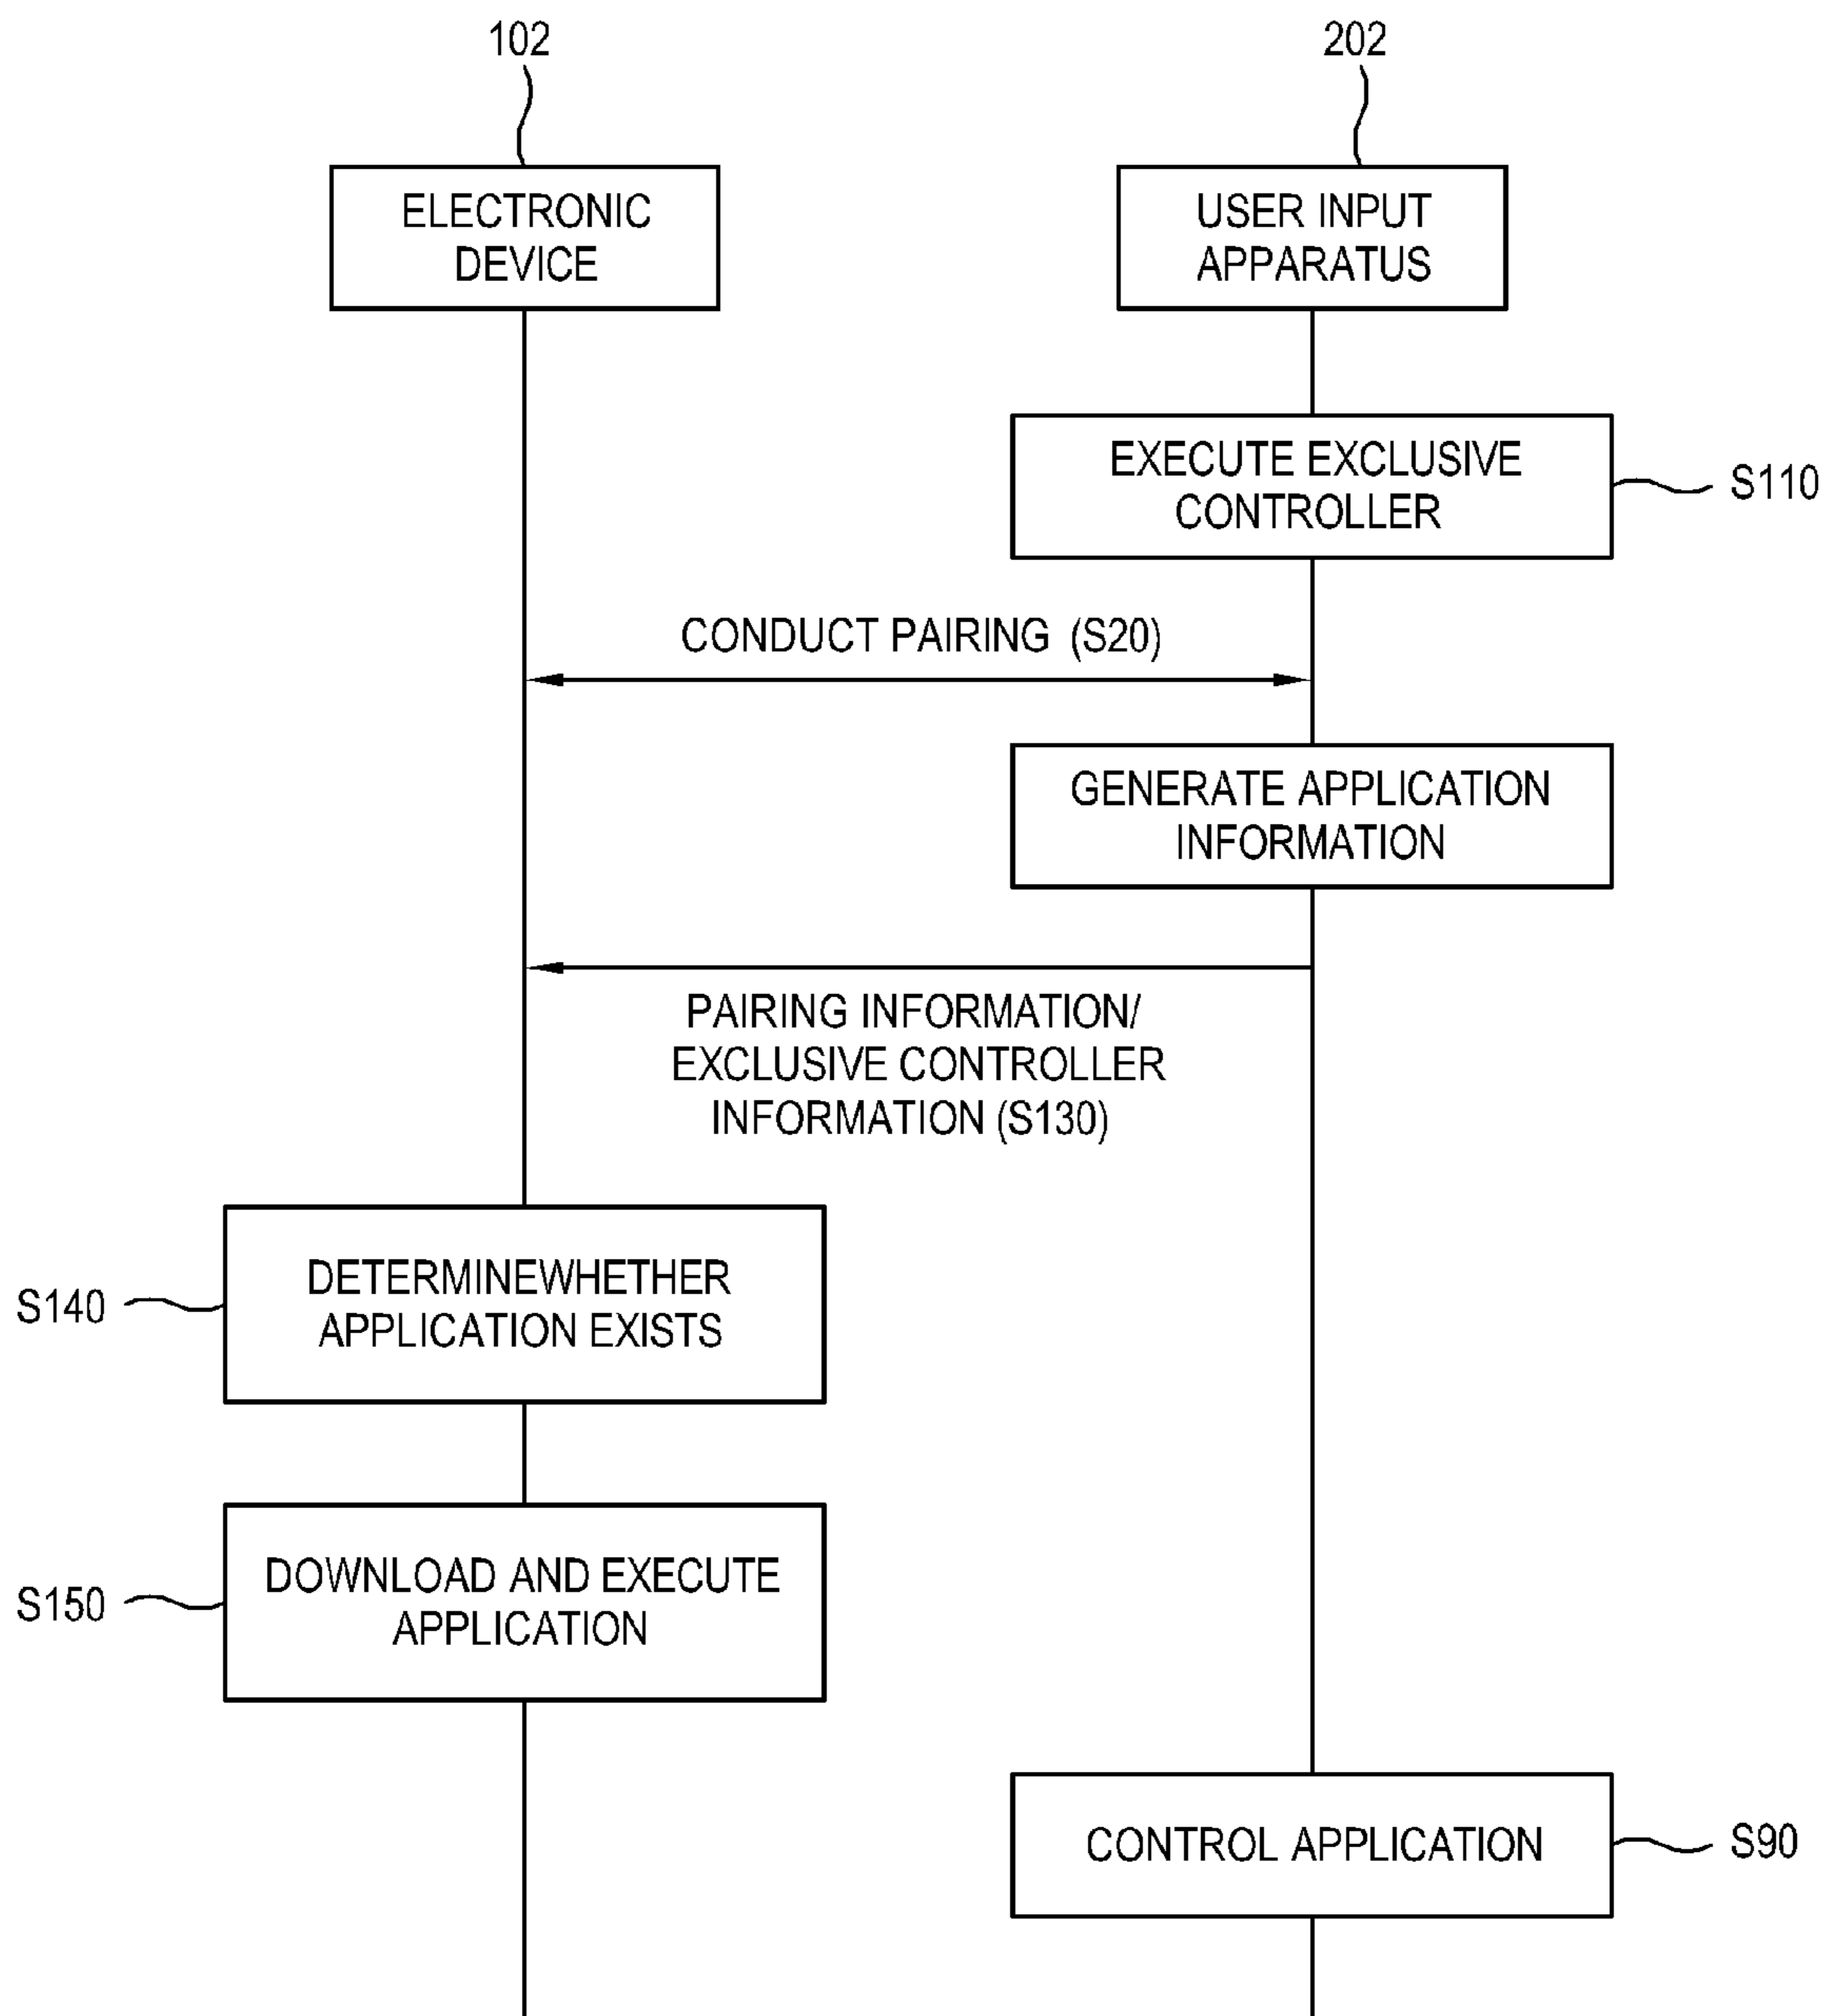 102
202
ELECTRONIC
DEVICE
USER INPUT
APPARATUS
EXECUTE EXCLUSIVE
CONTROLLER
S110
CONDUCT PAIRING (S20)
GENERATE APPLICATION
INFORMATION
PAIRING INFORMATION/
EXCLUSIVE CONTROLLER
INFORMATION (S130)
S140
DETERMINEWHETHER
APPLICATION EXISTS
S150
DOWNLOAD AND EXECUTE
APPLICATION
CONTROL APPLICATION
S90